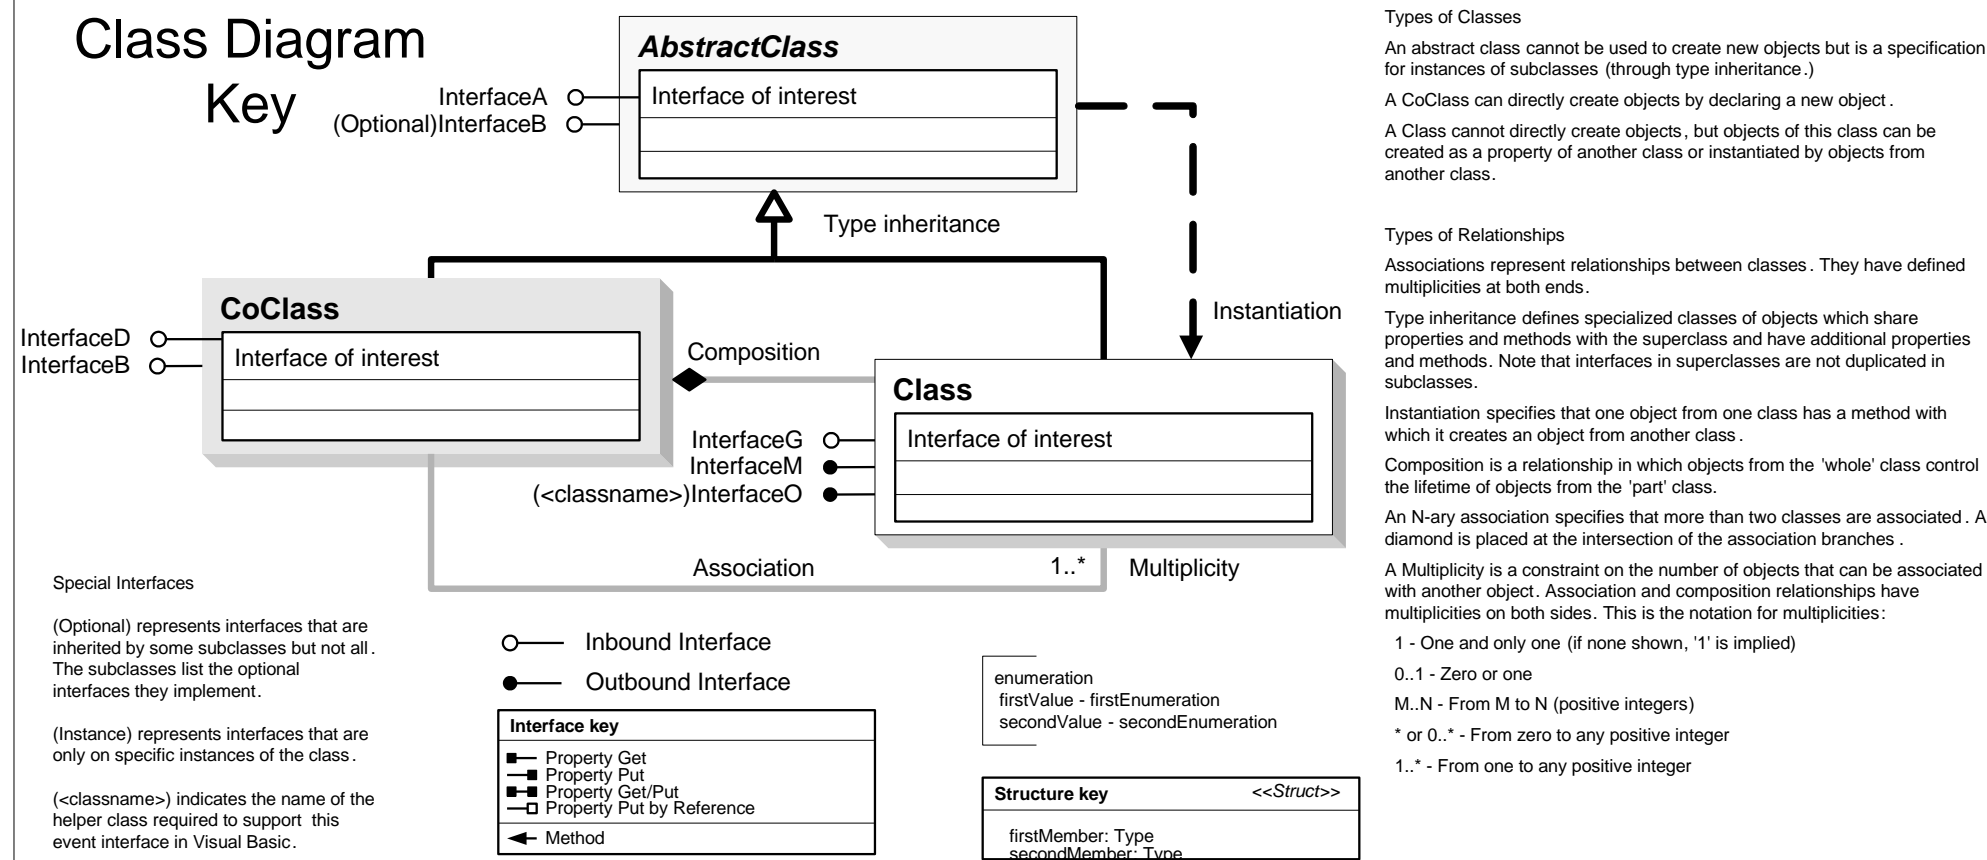 Class Diagram
Key
AbstractClass
Interface of interest
InterfaceA
(Optional)InterfaceB
Type inheritance
CoClass
Interface of interest
InterfaceD
InterfaceB
Composition
Instantiation
Class
Interface of interest
InterfaceG
InterfaceM
(<classname>)InterfaceO
Association
1..*
Multiplicity
Special Interfaces
(Optional) represents interfaces that are
inherited by some subclasses but not all.
The subclasses list the optional
interfaces they implement.
(Instance) represents interfaces that are
only on specific instances of the class.
(<classname>) indicates the name of the
helper class required to support this
event interface in Visual Basic.
Inbound Interface
Outbound Interface
Interface key
Property Get
Property Put
Property Get/Put
Property Put by Reference
Method
enumeration
firstValue - firstEnumeration
secondValue - secondEnumeration
Structure key <<Struct>>
firstMember: Type
secondMember: Type
Types of Classes
An abstract class cannot be used to create new objects but is a specification
for instances of subclasses (through type inheritance.)
A CoClass can directly create objects by declaring a new object.
A Class cannot directly create objects, but objects of this class can be
created as a property of another class or instantiated by objects from
another class.
Types of Relationships
Associations represent relationships between classes. They have defined
multiplicities at both ends.
Type inheritance defines specialized classes of objects which share
properties and methods with the superclass and have additional properties
and methods. Note that interfaces in superclasses are not duplicated in
subclasses.
Instantiation specifies that one object from one class has a method with
which it creates an object from another class.
Composition is a relationship in which objects from the 'whole' class control
the lifetime of objects from the 'part' class.
An N-ary association specifies that more than two classes are associated. A
diamond is placed at the intersection of the association branches.
A Multiplicity is a constraint on the number of objects that can be associated
with another object. Association and composition relationships have
multiplicities on both sides. This is the notation for multiplicities:
1 - One and only one (if none shown, '1' is implied)
0..1 - Zero or one
M..N - From M to N (positive integers)
* or 0..* - From zero to any positive integer
1..* - From one to any positive integer